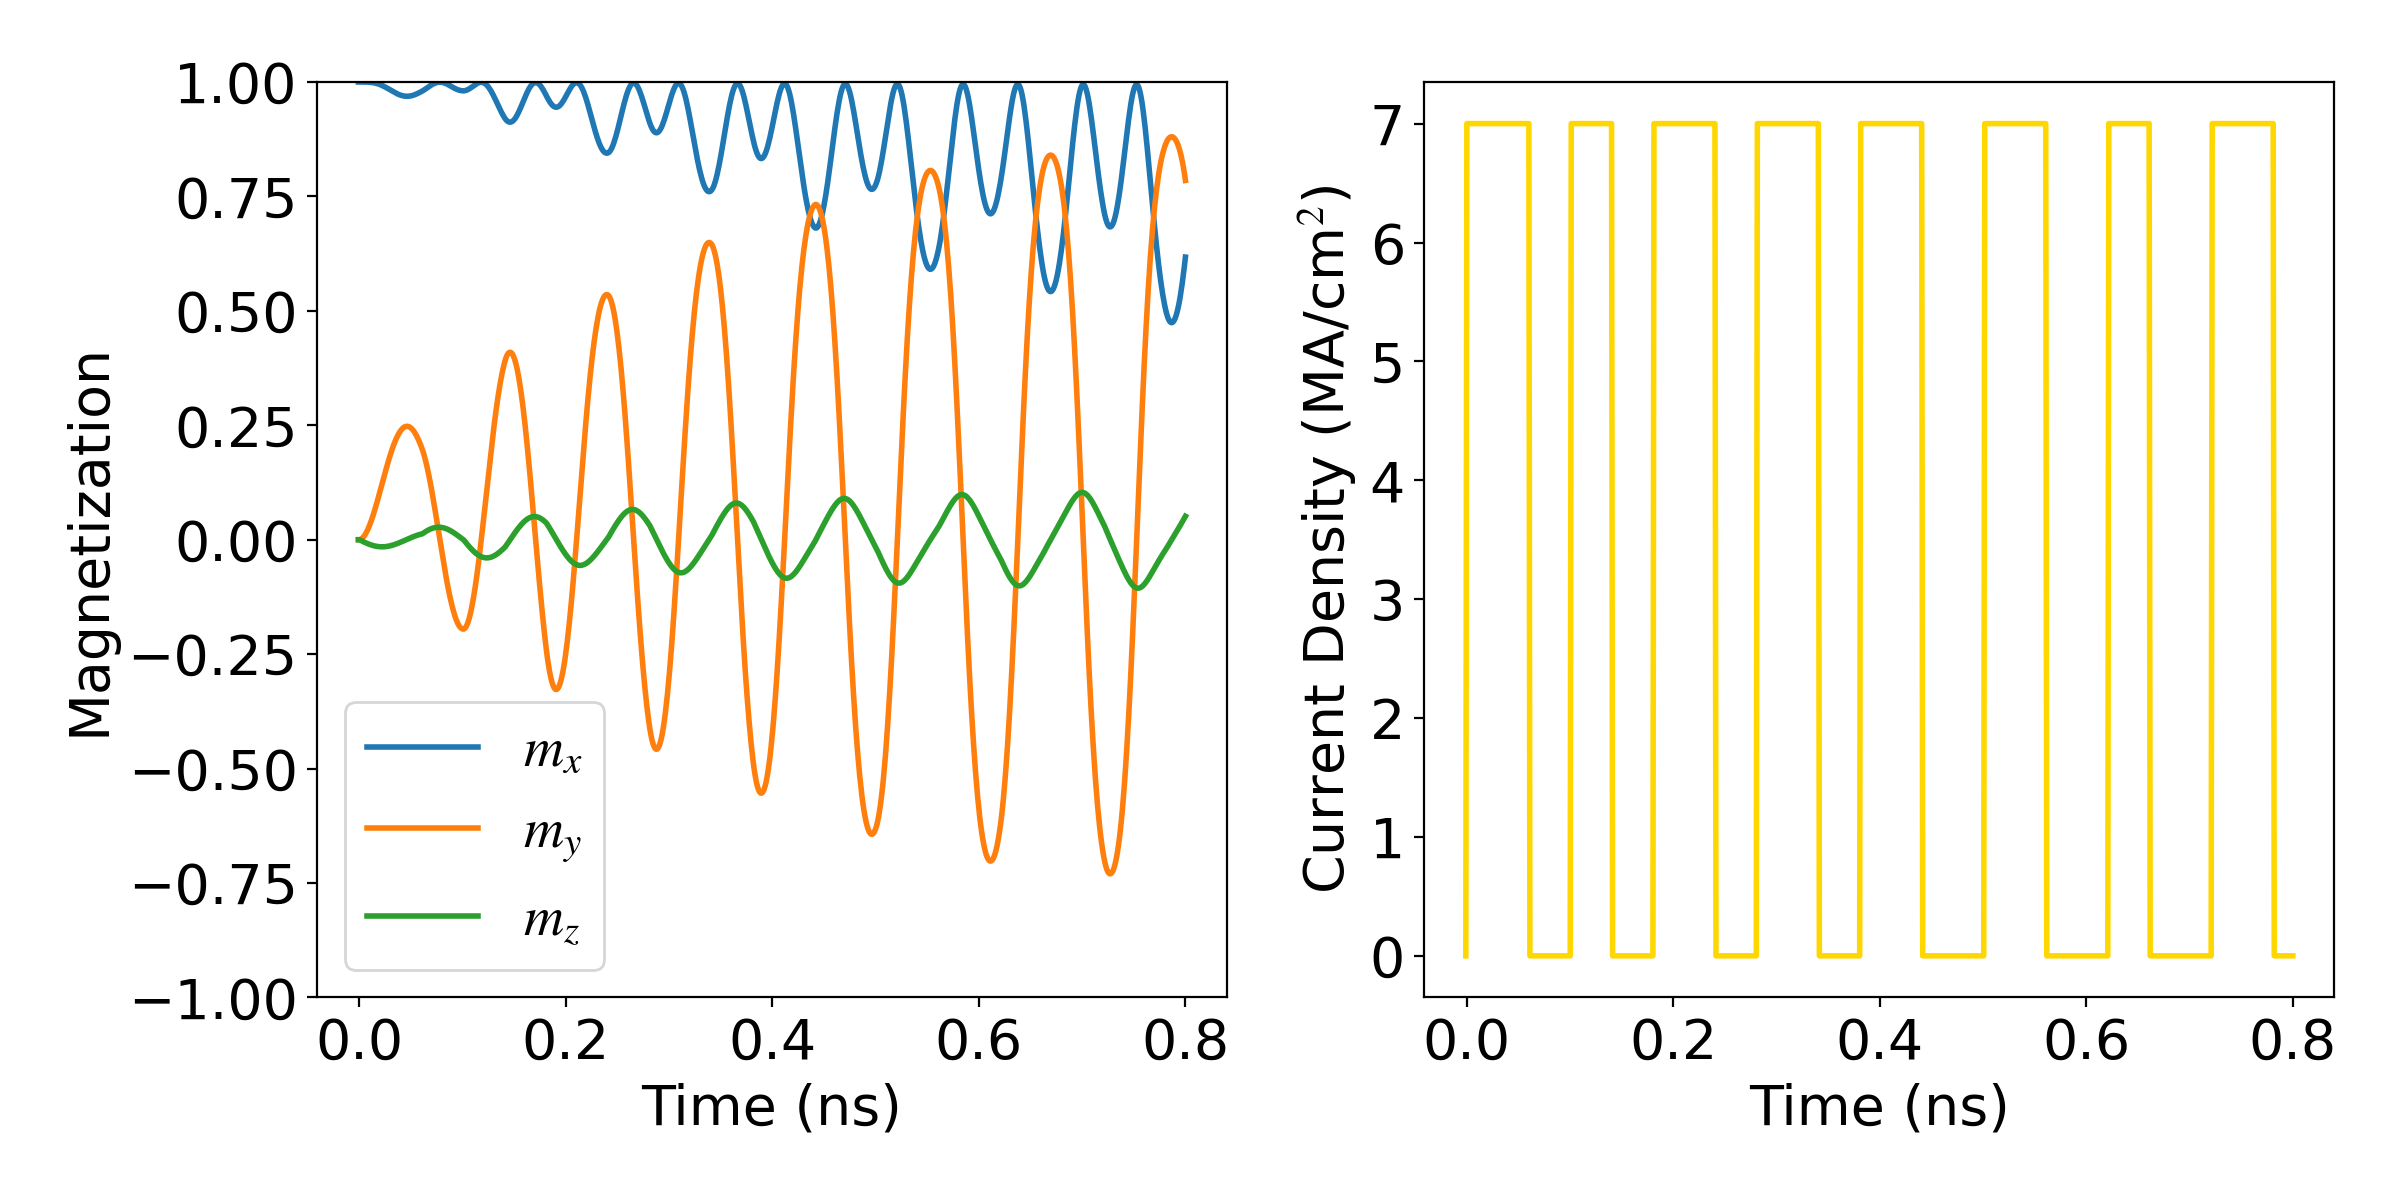 1.00
0.75
0.50
0.25
0.00
−0.25
−0.50
−0.75
−1.00
Magnetization
m_x
m_y
m_z
0.0 0.2 0.4 0.6 0.8
Time (ns)
7
6
5
4
3
2
1
0
Current Density (MA/cm²)
0.0 0.2 0.4 0.6 0.8
Time (ns)